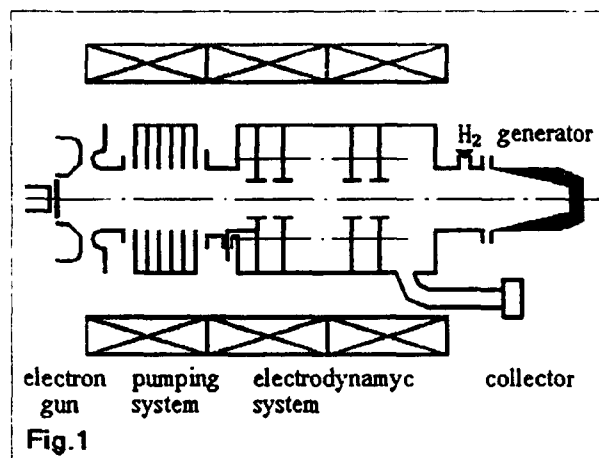 H₂ generator
electron pumping electrodynamyc collector
gun system system
Fig.1